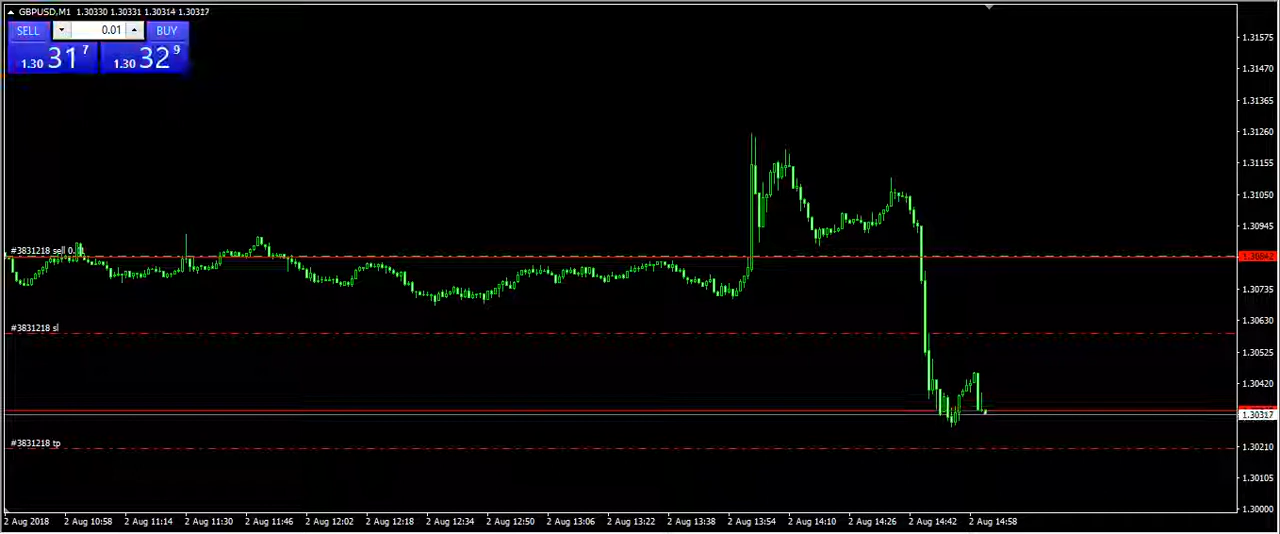 GBPUSD,M1 1.30330 1.30331 1.30314 1.30317
SELL 0.01 BUY
1.30 31 7 1.30 32 9
1.31575
1.31470
1.31365
1.31260
1.31155
1.31050
1.30945
#3831218 sell 0.
1.30735
1.30630
#3831218 sl
1.30525
1.30420
1.30317
#3831218 tp
1.30210
1.30105
1.30000
2 Aug 2018 2 Aug 10:58 2 Aug 11:14 2 Aug 11:30 2 Aug 11:46 2 Aug 12:02 2 Aug 12:18 2 Aug 12:34 2 Aug 12:50 2 Aug 13:06 2 Aug 13:22 2 Aug 13:38 2 Aug 13:54 2 Aug 14:10 2 Aug 14:26 2 Aug 14:42 2 Aug 14:58